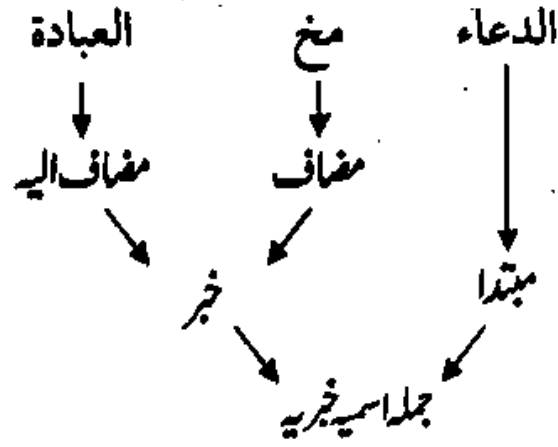 الدعاء مخ العبادة
مضاف مضاف الیہ
مبتدا خبر
جملہ اسمیہ خبریہ